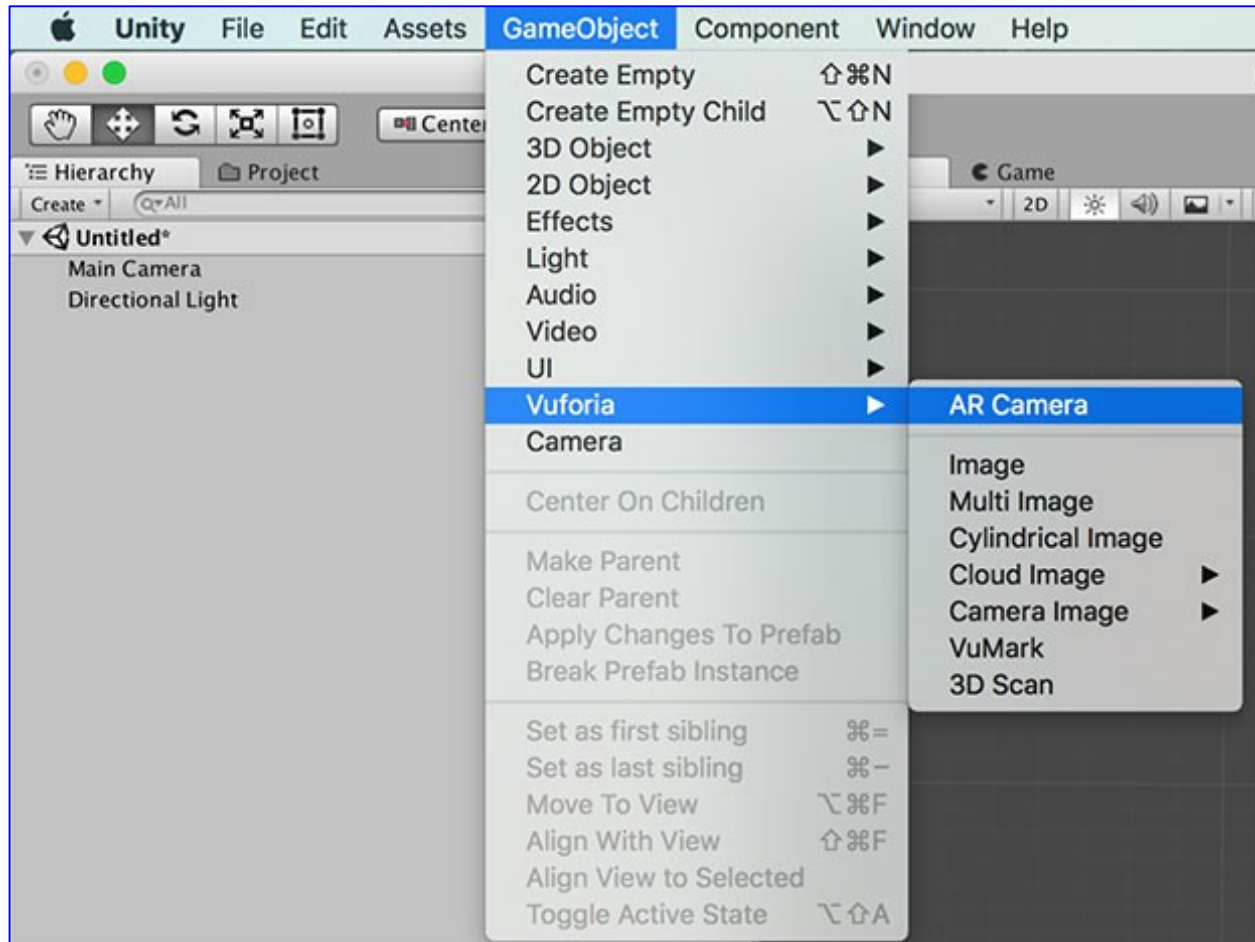 Unity File Edit Assets GameObject Component Window Help
Center
Hierarchy Project
Create All
Untitled*
Main Camera
Directional Light
Create Empty ⇧⌘N
Create Empty Child ⌥⇧N
3D Object
2D Object
Effects
Light
Audio
Video
UI
Vuforia
Camera
Center On Children
Make Parent
Clear Parent
Apply Changes To Prefab
Break Prefab Instance
Set as first sibling ⌘=
Set as last sibling ⌘-
Move To View ⌥⌘F
Align With View ⇧⌘F
Align View to Selected
Toggle Active State ⌥⇧A
AR Camera
Image
Multi Image
Cylindrical Image
Cloud Image
Camera Image
VuMark
3D Scan
Game
2D